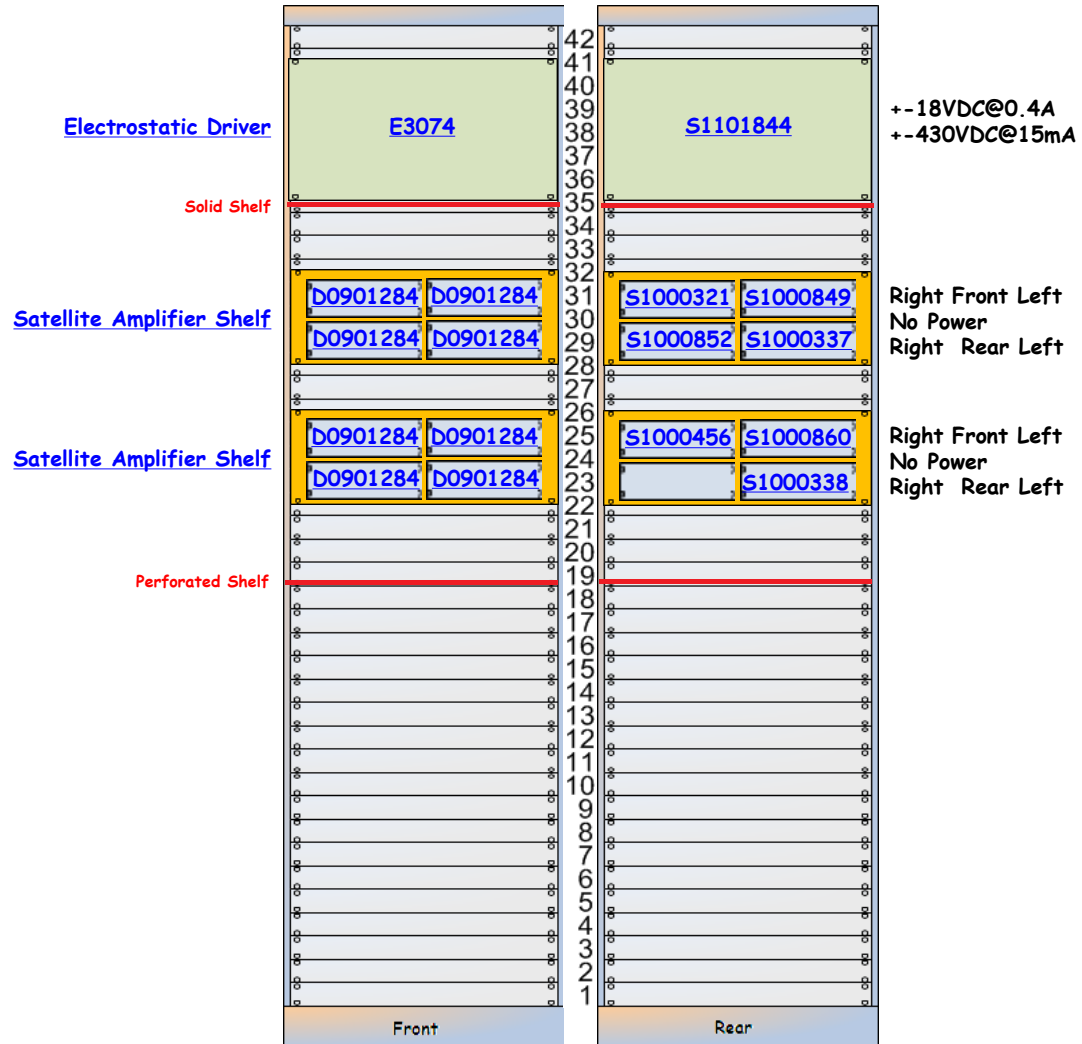 42
41
40
Electrostatic Driver E3074 39 S1101844 +-18VDC@0.4A
38 +-430VDC@15mA
37
36
Solid Shelf 35
34
33
32
D0901284 D0901284 31 S1000321 S1000849 Right Front Left
Satellite Amplifier Shelf 30 No Power
D0901284 D0901284 29 S1000852 S1000337 Right Rear Left
28
27
26
D0901284 D0901284 25 S1000456 S1000860 Right Front Left
Satellite Amplifier Shelf 24 No Power
D0901284 D0901284 23 S1000338 Right Rear Left
22
21
20
Perforated Shelf 19
18
17
16
15
14
13
12
11
10
9
8
7
6
5
4
3
2
1
Front Rear